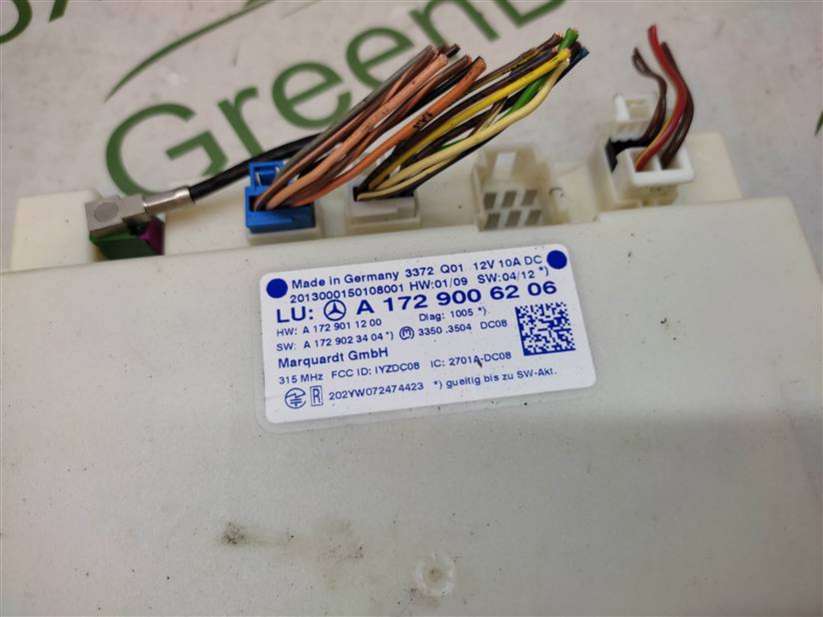 GreenL
Made in Germany 3372 Q01 12V 10A DC
2013000150108001 HW:01/09 SW:04/12 *)
LU: A 172 900 62 06
HW: A 172 901 12 00 Diag: 1005 *)
SW: A 172 902 34 04 *) M 3350.3504 DC08
Marquardt GmbH
315 MHz FCC ID: IYZDC08 IC: 2701A-DC08
R 202YW072474423 *) gueltig bis zu SW-Akt.